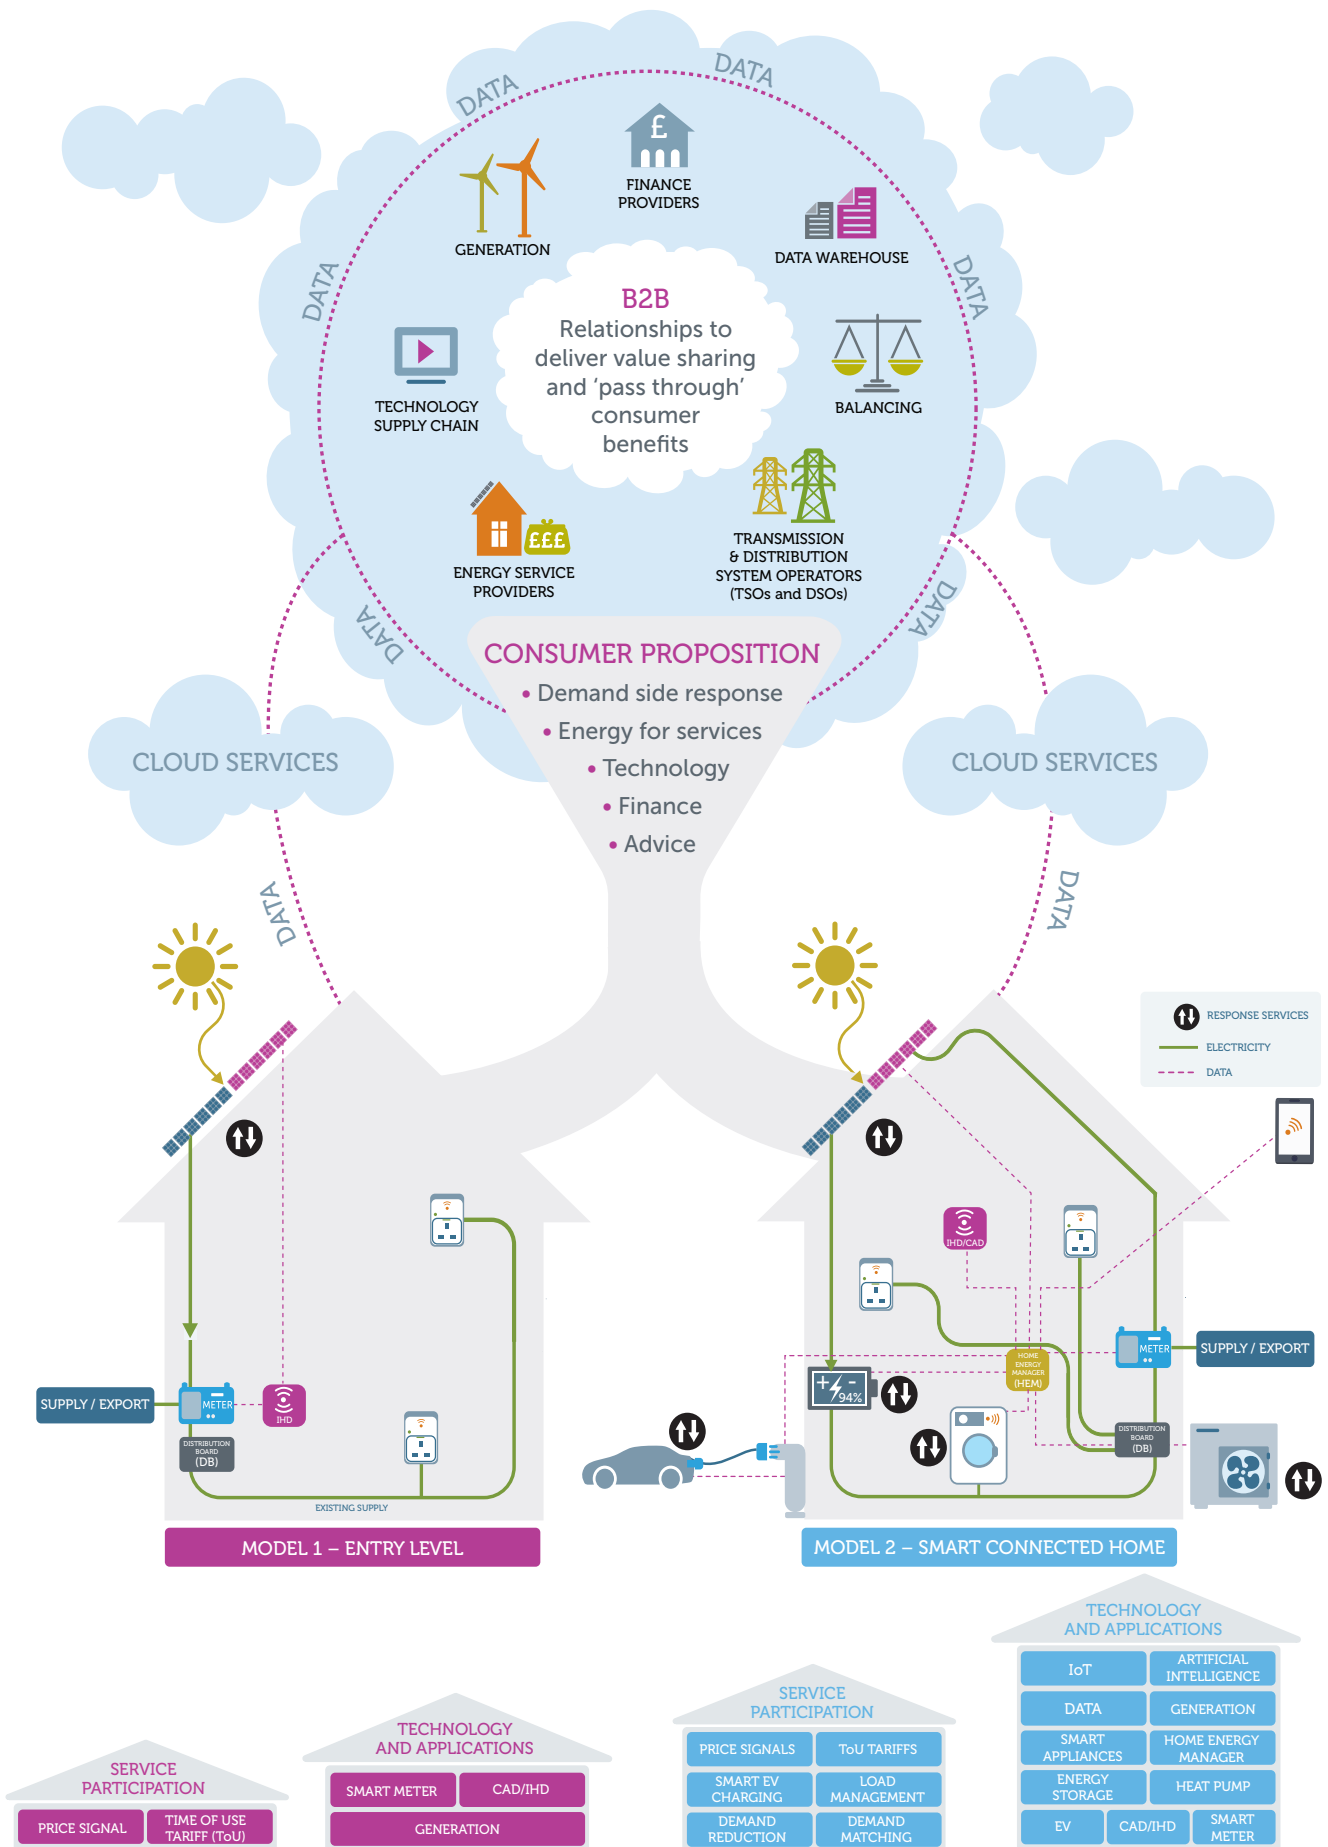 DATA
DATA
FINANCE
PROVIDERS
GENERATION
DATA WAREHOUSE
DATA
DATA
B2B
Relationships to
deliver value sharing
and ‘pass through’
consumer
benefits
TECHNOLOGY
SUPPLY CHAIN
BALANCING
£
£££
ENERGY SERVICE
PROVIDERS
TRANSMISSION
& DISTRIBUTION
SYSTEM OPERATORS
(TSOs and DSOs)
DATA
DATA
CONSUMER PROPOSITION
• Demand side response
• Energy for services
• Technology
• Finance
• Advice
CLOUD SERVICES
CLOUD SERVICES
DATA
DATA
RESPONSE SERVICES
ELECTRICITY
DATA
SUPPLY / EXPORT
METER
IHD
DISTRIBUTION
BOARD
(DB)
EXISTING SUPPLY
MODEL 1 – ENTRY LEVEL
IHD/CAD
HOME
ENERGY
MANAGER
(HEM)
METER
SUPPLY / EXPORT
+ -
94%
DISTRIBUTION
BOARD
(DB)
MODEL 2 – SMART CONNECTED HOME
SERVICE
PARTICIPATION
PRICE SIGNAL
TIME OF USE
TARIFF (ToU)
TECHNOLOGY
AND APPLICATIONS
SMART METER
CAD/IHD
GENERATION
SERVICE
PARTICIPATION
PRICE SIGNALS
ToU TARIFFS
SMART EV
CHARGING
LOAD
MANAGEMENT
DEMAND
REDUCTION
DEMAND
MATCHING
TECHNOLOGY
AND APPLICATIONS
IoT
ARTIFICIAL
INTELLIGENCE
DATA
GENERATION
SMART
APPLIANCES
HOME ENERGY
MANAGER
ENERGY
STORAGE
HEAT PUMP
EV
CAD/IHD
SMART
METER